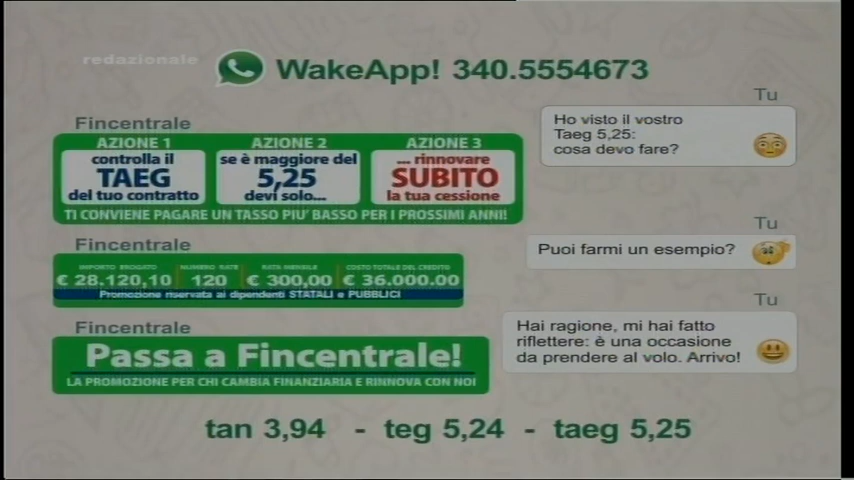 redazionale
WakeApp! 340.5554673
Tu
Ho visto il vostro
Taeg 5,25:
cosa devo fare?
Fincentrale
AZIONE 1
controlla il
TAEG
del tuo contratto
AZIONE 2
se è maggiore del
5,25
devi solo...
AZIONE 3
... rinnovare
SUBITO
la tua cessione
TI CONVIENE PAGARE UN TASSO PIU' BASSO PER I PROSSIMI ANNI!
Tu
Puoi farmi un esempio?
Fincentrale
IMPORTO EROGATO
€ 28.120,10
NUMERO RATE
120
RATA MENSILE
€ 300,00
COSTO TOTALE DEL CREDITO
€ 36.000.00
Promozione riservata ai dipendenti STATALI e PUBBLICI
Tu
Hai ragione, mi hai fatto
riflettere: è una occasione
da prendere al volo. Arrivo!
Fincentrale
Passa a Fincentrale!
LA PROMOZIONE PER CHI CAMBIA FINANZIARIA E RINNOVA CON NOI
tan 3,94 - teg 5,24 - taeg 5,25